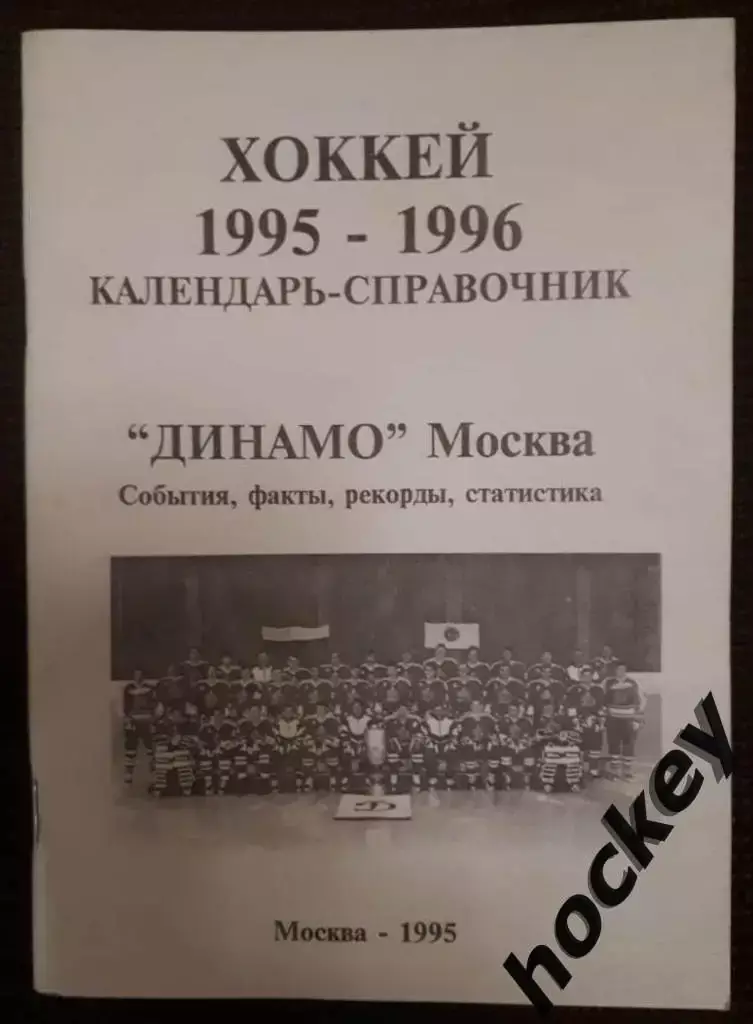 ХОККЕЙ
1995 - 1996
КАЛЕНДАРЬ-СПРАВОЧНИК
“ДИНАМО” Москва
События, факты, рекорды, статистика
Д
Москва - 1995
hockey